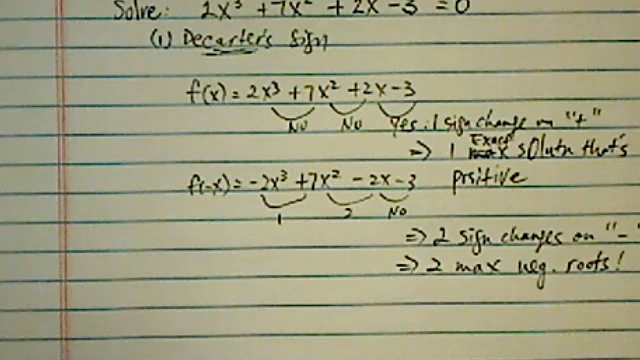 Solve: 2x³ +7x² +2x -3 =0
(1) Decarter's Sign
f(x) = 2x³ +7x² +2x -3
No No Yes: 1 sign change on "+"
Exact
⇒ 1 solutn that's
positive
f(-x) = -2x³ +7x² -2x -3
1 2 No
⇒ 2 sign changes on "-"
⇒ 2 max neg. roots!